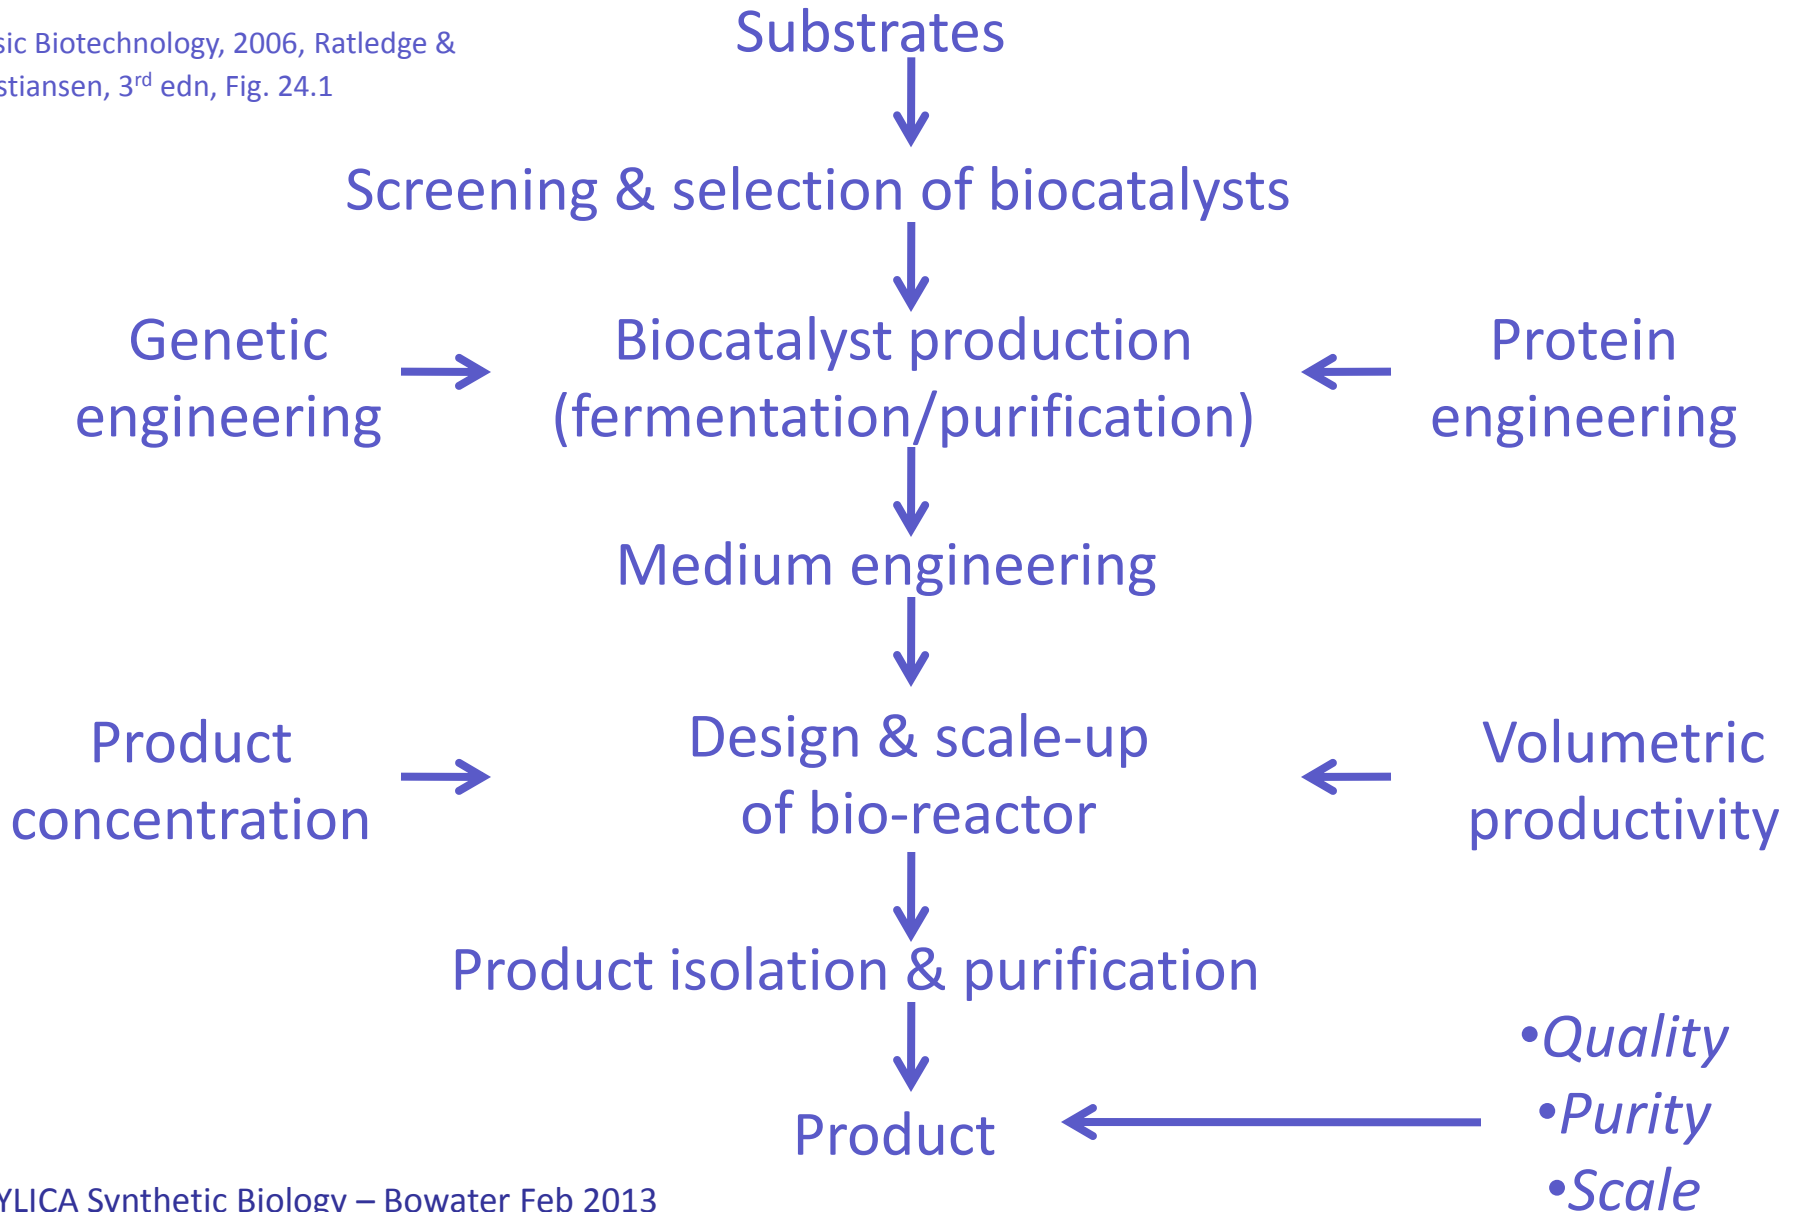 sic Biotechnology, 2006, Ratledge &
stiansen, 3rd edn, Fig. 24.1
Substrates
Screening & selection of biocatalysts
Genetic
engineering
Biocatalyst production
(fermentation/purification)
Protein
engineering
Medium engineering
Product
concentration
Design & scale-up
of bio-reactor
Volumetric
productivity
Product isolation & purification
Product
•Quality
•Purity
•Scale
YLICA Synthetic Biology – Bowater Feb 2013